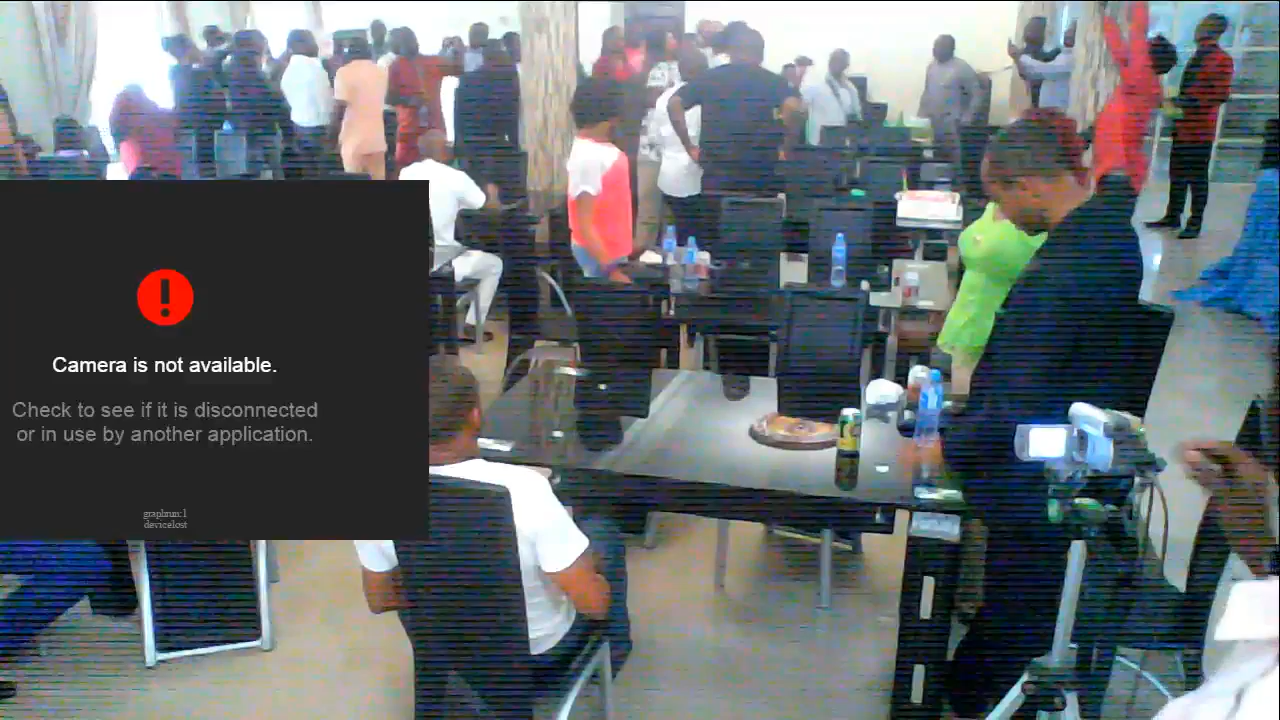 Camera is not available.
Check to see if it is disconnected
or in use by another application.
graphrun:1
devicelost